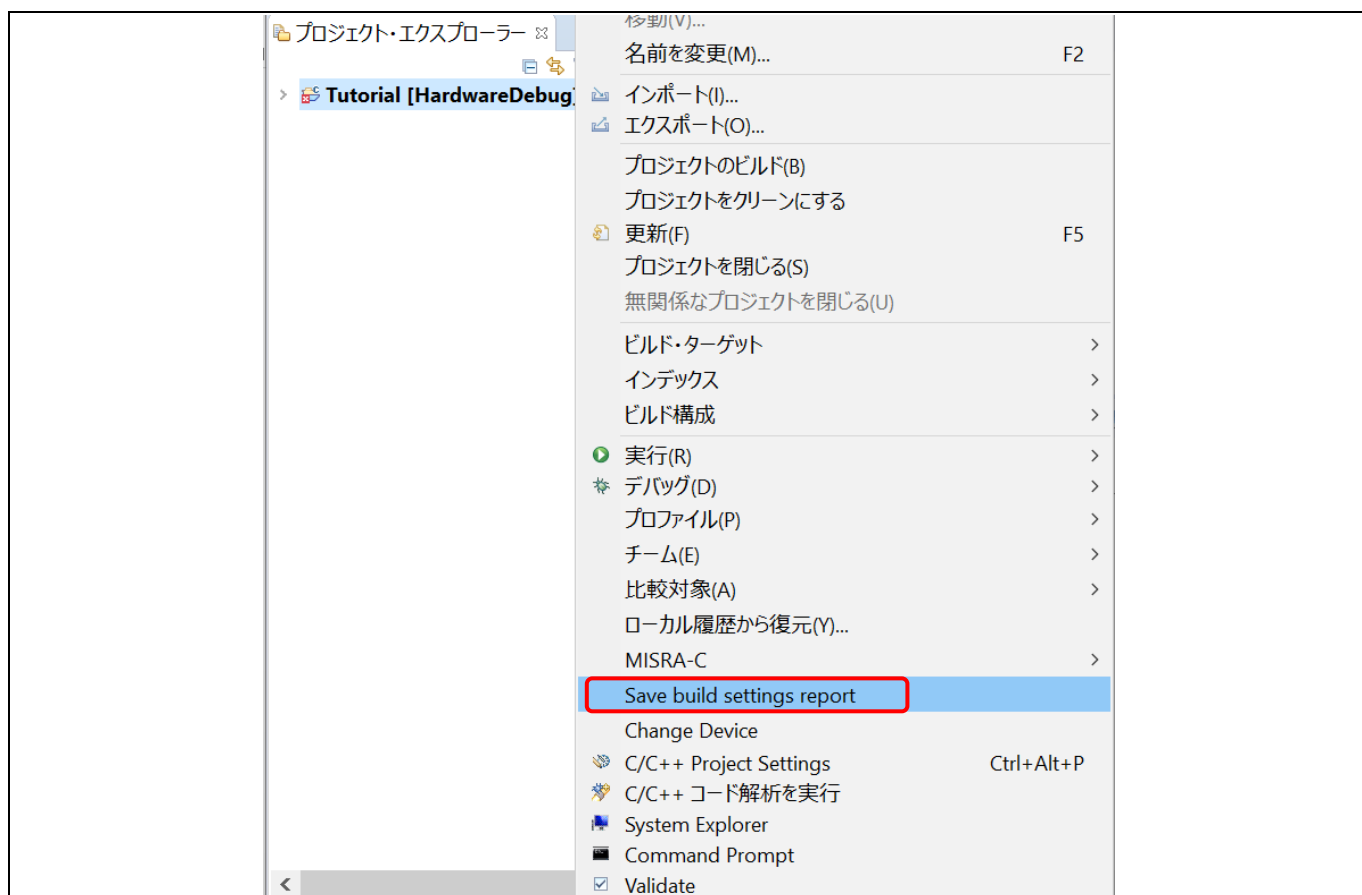 プロジェクト・エクスプローラー
Tutorial [HardwareDebug]
移動(V)...
名前を変更(M)... F2
インポート(I)...
エクスポート(O)...
プロジェクトのビルド(B)
プロジェクトをクリーンにする
更新(F) F5
プロジェクトを閉じる(S)
無関係なプロジェクトを閉じる(U)
ビルド・ターゲット
インデックス
ビルド構成
実行(R)
デバッグ(D)
プロファイル(P)
チーム(E)
比較対象(A)
ローカル履歴から復元(Y)...
MISRA-C
Save build settings report
Change Device
C/C++ Project Settings Ctrl+Alt+P
C/C++ コード解析を実行
System Explorer
Command Prompt
Validate